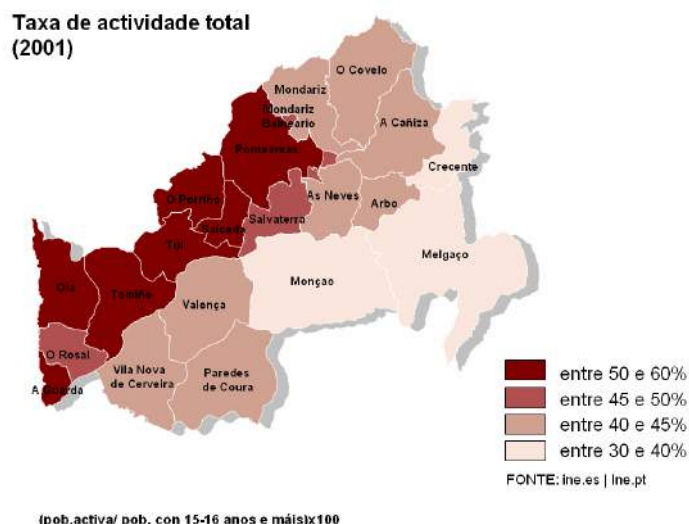 Taxa de actividade total
(2001)
O Covelo
Mondariz
Mondariz
Balneario
A Cañiza
Ponteareas
Crecente
O Porriño
As Neves
Arbo
Salvaterra
Salceda
Tui
Melgaço
Monçao
Oia
Tomiño
Valença
O Rosal
Vila Nova
de Cerveira
Paredes
de Coura
A Guarda
entre 50 e 60%
entre 45 e 50%
entre 40 e 45%
entre 30 e 40%
FONTE: ine.es | Ine.pt
(pob.activa/ pob. con 15-16 anos e máis)x100